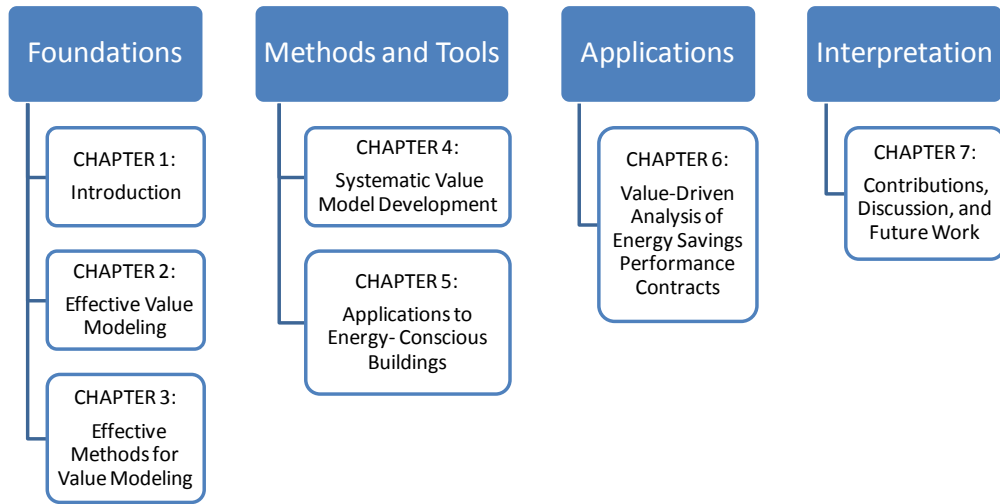 Foundations
CHAPTER 1:
Introduction
CHAPTER 2:
Effective Value
Modeling
CHAPTER 3:
Effective
Methods for
Value Modeling
Methods and Tools
CHAPTER 4:
Systematic Value
Model Development
CHAPTER 5:
Applications to
Energy- Conscious
Buildings
Applications
CHAPTER 6:
Value-Driven
Analysis of
Energy Savings
Performance
Contracts
Interpretation
CHAPTER 7:
Contributions,
Discussion, and
Future Work